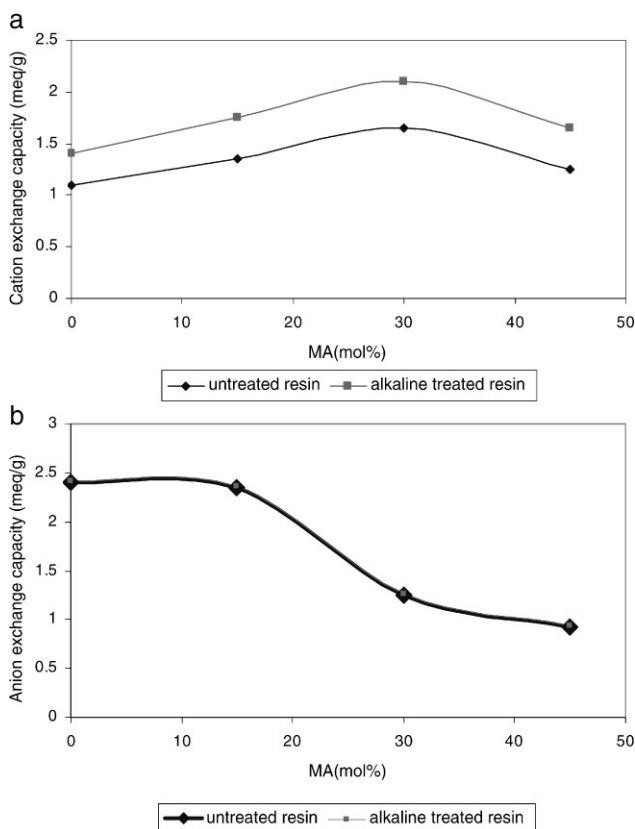 a
2.5
2
1.5
1
0.5
0
Cation exchange capacity (meq/g)
0 10 20 30 40 50
MA(mol%)
untreated resin alkaline treated resin
b
3
2.5
2
1.5
1
0.5
0
Anion exchange capacity (meq/g)
0 10 20 30 40 50
MA(mol%)
untreated resin alkaline treated resin